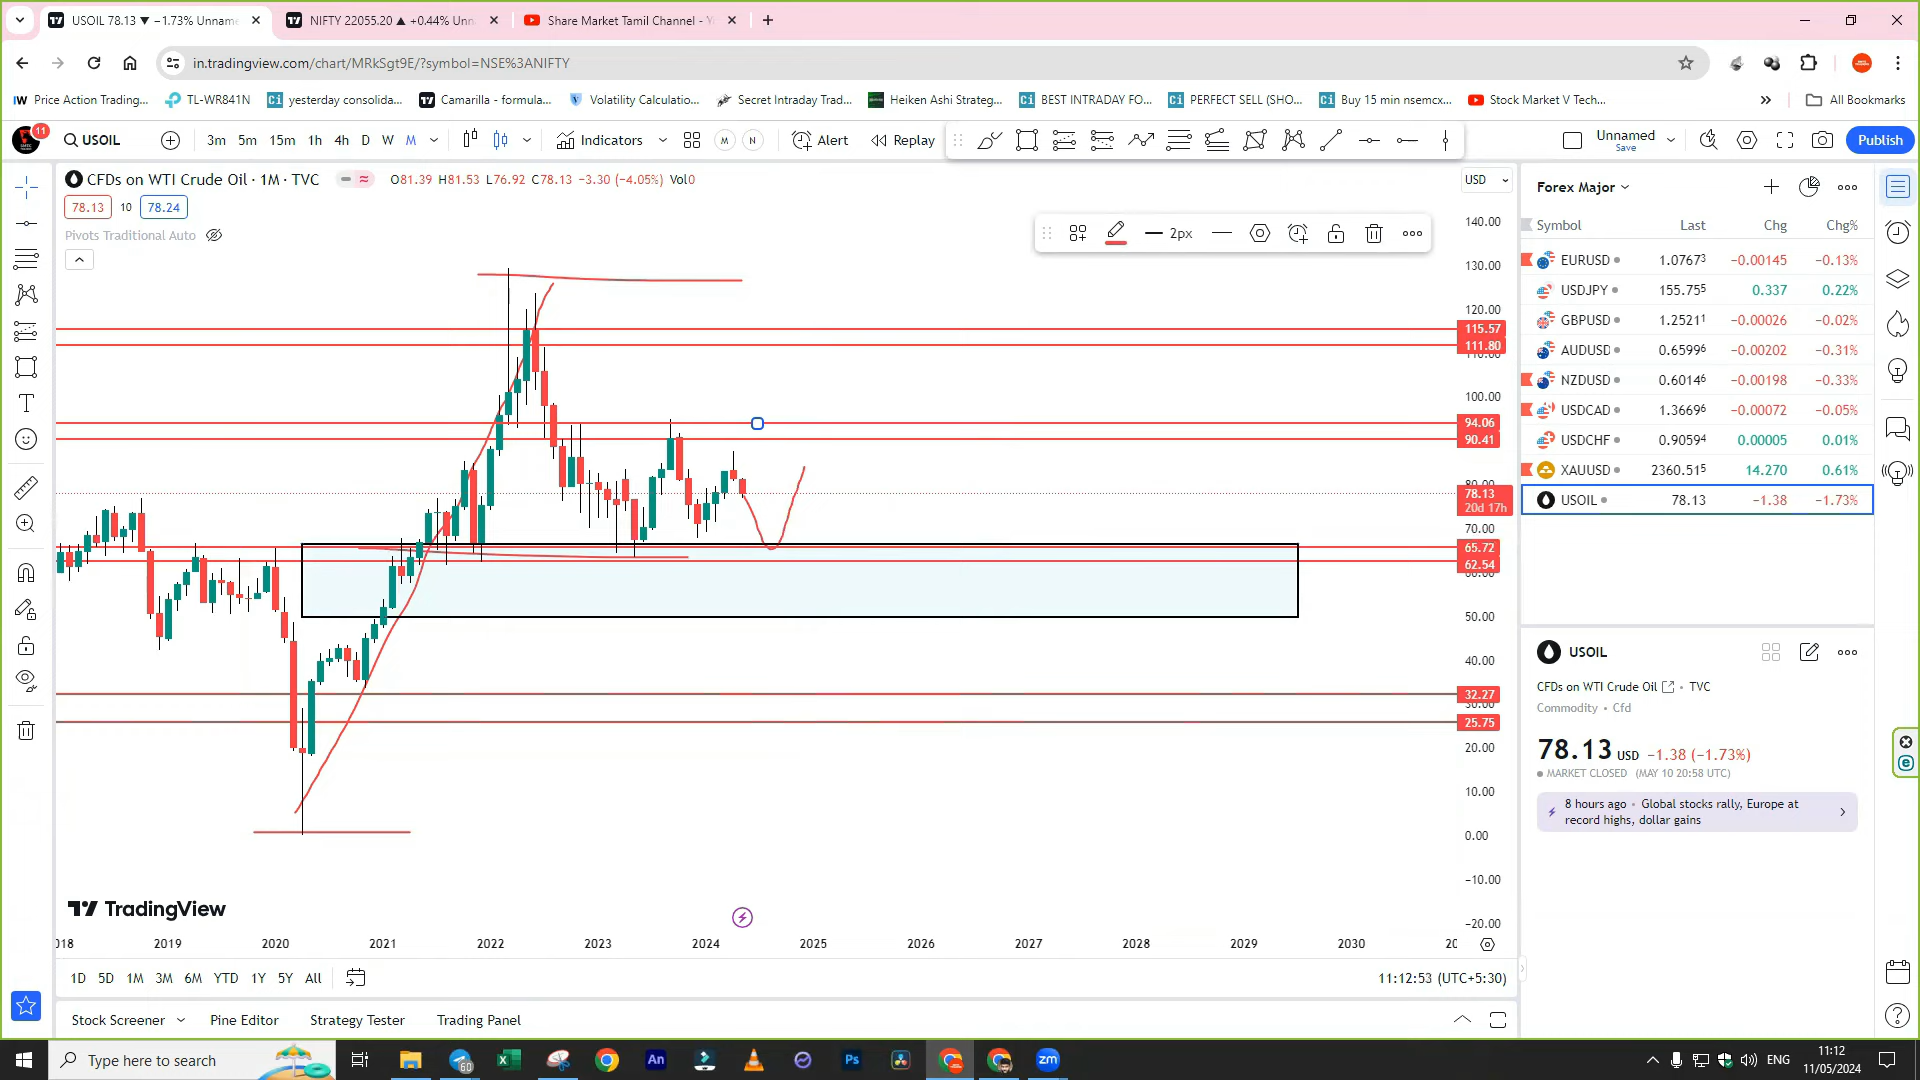 USOIL 78.13 ▼ −1.73% Unname
NIFTY 22055.20 ▲ +0.44% Unn
Share Market Tamil Channel - Y
in.tradingview.com/chart/MRkSgt9E/?symbol=NSE%3ANIFTY
Price Action Trading...
TL-WR841N
yesterday consolida...
Camarilla - formula...
Volatility Calculatio...
Secret Intraday Trad...
Heiken Ashi Strateg...
BEST INTRADAY FO...
PERFECT SELL (SHO...
Buy 15 min nsemcx...
Stock Market V Tech...
All Bookmarks
11
USOIL
3m 5m 15m 1h 4h D W M
Indicators
M
N
Alert
Replay
Unnamed
Save
Publish
CFDs on WTI Crude Oil · 1M · TVC
O81.39 H81.53 L76.92 C78.13 −3.30 (−4.05%) Vol0
78.13 10 78.24
Pivots Traditional Auto
2px
USD
140.00
130.00
120.00
115.57
111.80
100.00
94.06
90.41
78.13
20d 17h
70.00
65.72
62.54
50.00
40.00
32.27
25.75
20.00
10.00
0.00
−10.00
−20.00
TradingView
018 2019 2020 2021 2022 2023 2024 2025 2026 2027 2028 2029 2030 20
1D 5D 1M 3M 6M YTD 1Y 5Y All
11:12:53 (UTC+5:30)
Stock Screener
Pine Editor
Strategy Tester
Trading Panel
Forex Major
Symbol Last Chg Chg%
EURUSD 1.07673 −0.00145 −0.13%
USDJPY 155.755 0.337 0.22%
GBPUSD 1.25211 −0.00026 −0.02%
AUDUSD 0.65996 −0.00202 −0.31%
NZDUSD 0.60146 −0.00198 −0.33%
USDCAD 1.36696 −0.00072 −0.05%
USDCHF 0.90594 0.00005 0.01%
XAUUSD 2360.515 14.270 0.61%
USOIL 78.13 −1.38 −1.73%
USOIL
CFDs on WTI Crude Oil • TVC
Commodity • Cfd
78.13 USD −1.38 (−1.73%)
MARKET CLOSED (MAY 10 20:58 UTC)
8 hours ago • Global stocks rally, Europe at
record highs, dollar gains
Type here to search
60
An
Ps
zm
ENG
11:12
11/05/2024